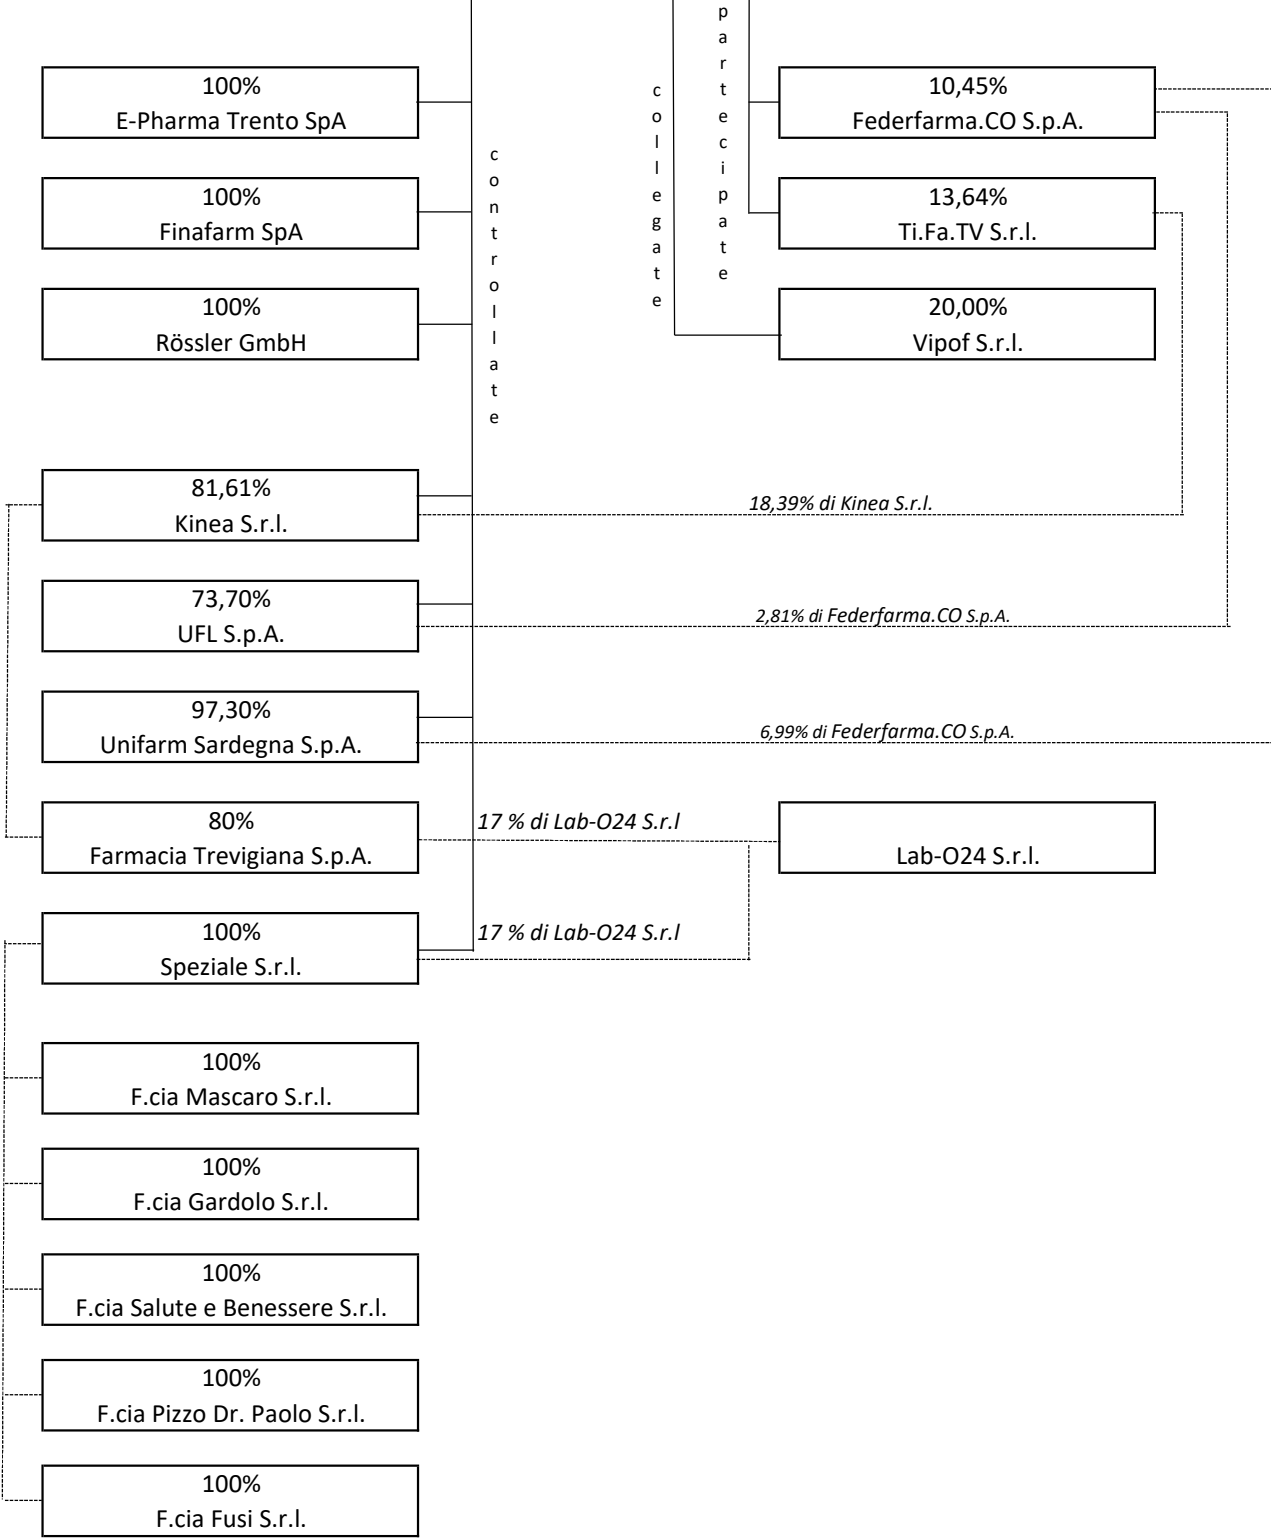 100%
E-Pharma Trento SpA
100%
Finafarm SpA
100%
Rössler GmbH
controllate
collegate
partecipate
10,45%
Federfarma.CO S.p.A.
13,64%
Ti.Fa.TV S.r.l.
20,00%
Vipof S.r.l.
81,61%
Kinea S.r.l.
18,39% di Kinea S.r.l.
73,70%
UFL S.p.A.
2,81% di Federfarma.CO S.p.A.
97,30%
Unifarm Sardegna S.p.A.
6,99% di Federfarma.CO S.p.A.
80%
Farmacia Trevigiana S.p.A.
17 % di Lab-O24 S.r.l
Lab-O24 S.r.l.
100%
Speziale S.r.l.
17 % di Lab-O24 S.r.l
100%
F.cia Mascaro S.r.l.
100%
F.cia Gardolo S.r.l.
100%
F.cia Salute e Benessere S.r.l.
100%
F.cia Pizzo Dr. Paolo S.r.l.
100%
F.cia Fusi S.r.l.